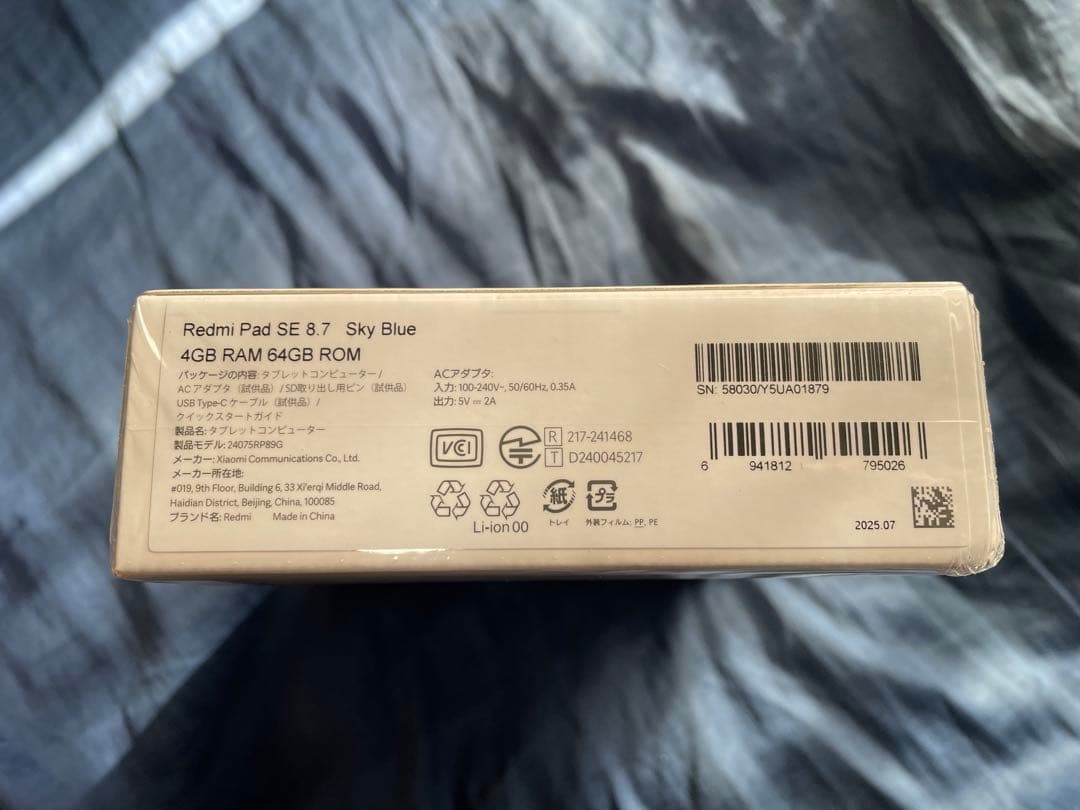 Redmi Pad SE 8.7 Sky Blue
4GB RAM 64GB ROM
パッケージの内容: タブレットコンピューター /
ACアダプタ（試供品）/ SD取り出し用ピン（試供品）
USB Type-C ケーブル（試供品）/
クイックスタートガイド
製品名: タブレットコンピューター
製品モデル: 24075RP89G
メーカー: Xiaomi Communications Co., Ltd.
メーカー所在地:
#019, 9th Floor, Building 6, 33 Xi'erqi Middle Road,
Haidian District, Beijing, China, 100085
ブランド名: Redmi Made in China
ACアダプタ:
入力: 100-240V~, 50/60Hz, 0.35A
出力: 5V ⎓ 2A
VCCI
R 217-241468
T D240045217
Li-ion 00
紙
トレイ
プラ
外装フィルム: PP, PE
SN: 58030/Y5UA01879
6 941812 795026
2025.07